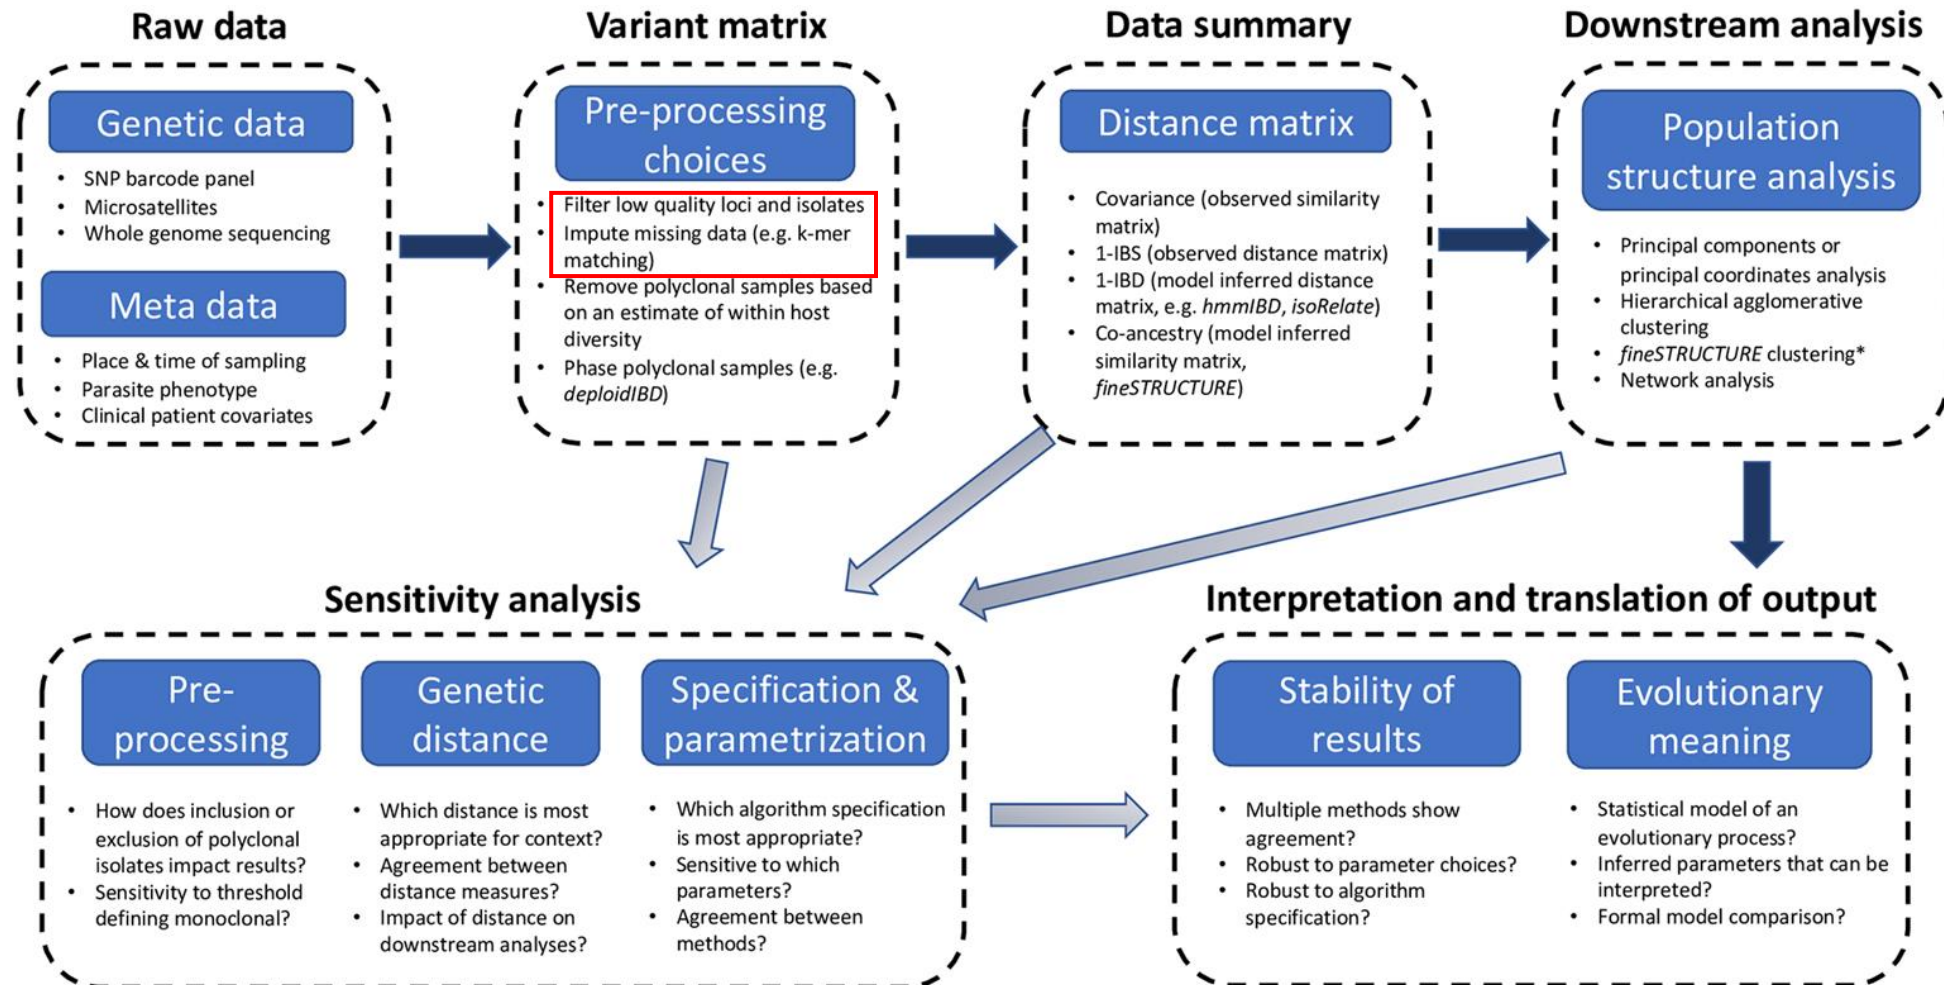 Raw data
Genetic data
• SNP barcode panel
• Microsatellites
• Whole genome sequencing
Meta data
• Place & time of sampling
• Parasite phenotype
• Clinical patient covariates
Variant matrix
Pre-processing
choices
• Filter low quality loci and isolates
• Impute missing data (e.g. k-mer
matching)
• Remove polyclonal samples based
on an estimate of within host
diversity
• Phase polyclonal samples (e.g.
deploidIBD)
Data summary
Distance matrix
• Covariance (observed similarity
matrix)
• 1-IBS (observed distance matrix)
• 1-IBD (model inferred distance
matrix, e.g. hmmIBD, isoRelate)
• Co-ancestry (model inferred
similarity matrix,
fineSTRUCTURE)
Downstream analysis
Population
structure analysis
• Principal components or
principal coordinates analysis
• Hierarchical agglomerative
clustering
• fineSTRUCTURE clustering*
• Network analysis
Sensitivity analysis
Pre-
processing
• How does inclusion or
exclusion of polyclonal
isolates impact results?
• Sensitivity to threshold
defining monoclonal?
Genetic
distance
• Which distance is most
appropriate for context?
• Agreement between
distance measures?
• Impact of distance on
downstream analyses?
Specification &
parametrization
• Which algorithm specification
is most appropriate?
• Sensitive to which
parameters?
• Agreement between
methods?
Interpretation and translation of output
Stability of
results
• Multiple methods show
agreement?
• Robust to parameter choices?
• Robust to algorithm
specification?
Evolutionary
meaning
• Statistical model of an
evolutionary process?
• Inferred parameters that can be
interpreted?
• Formal model comparison?